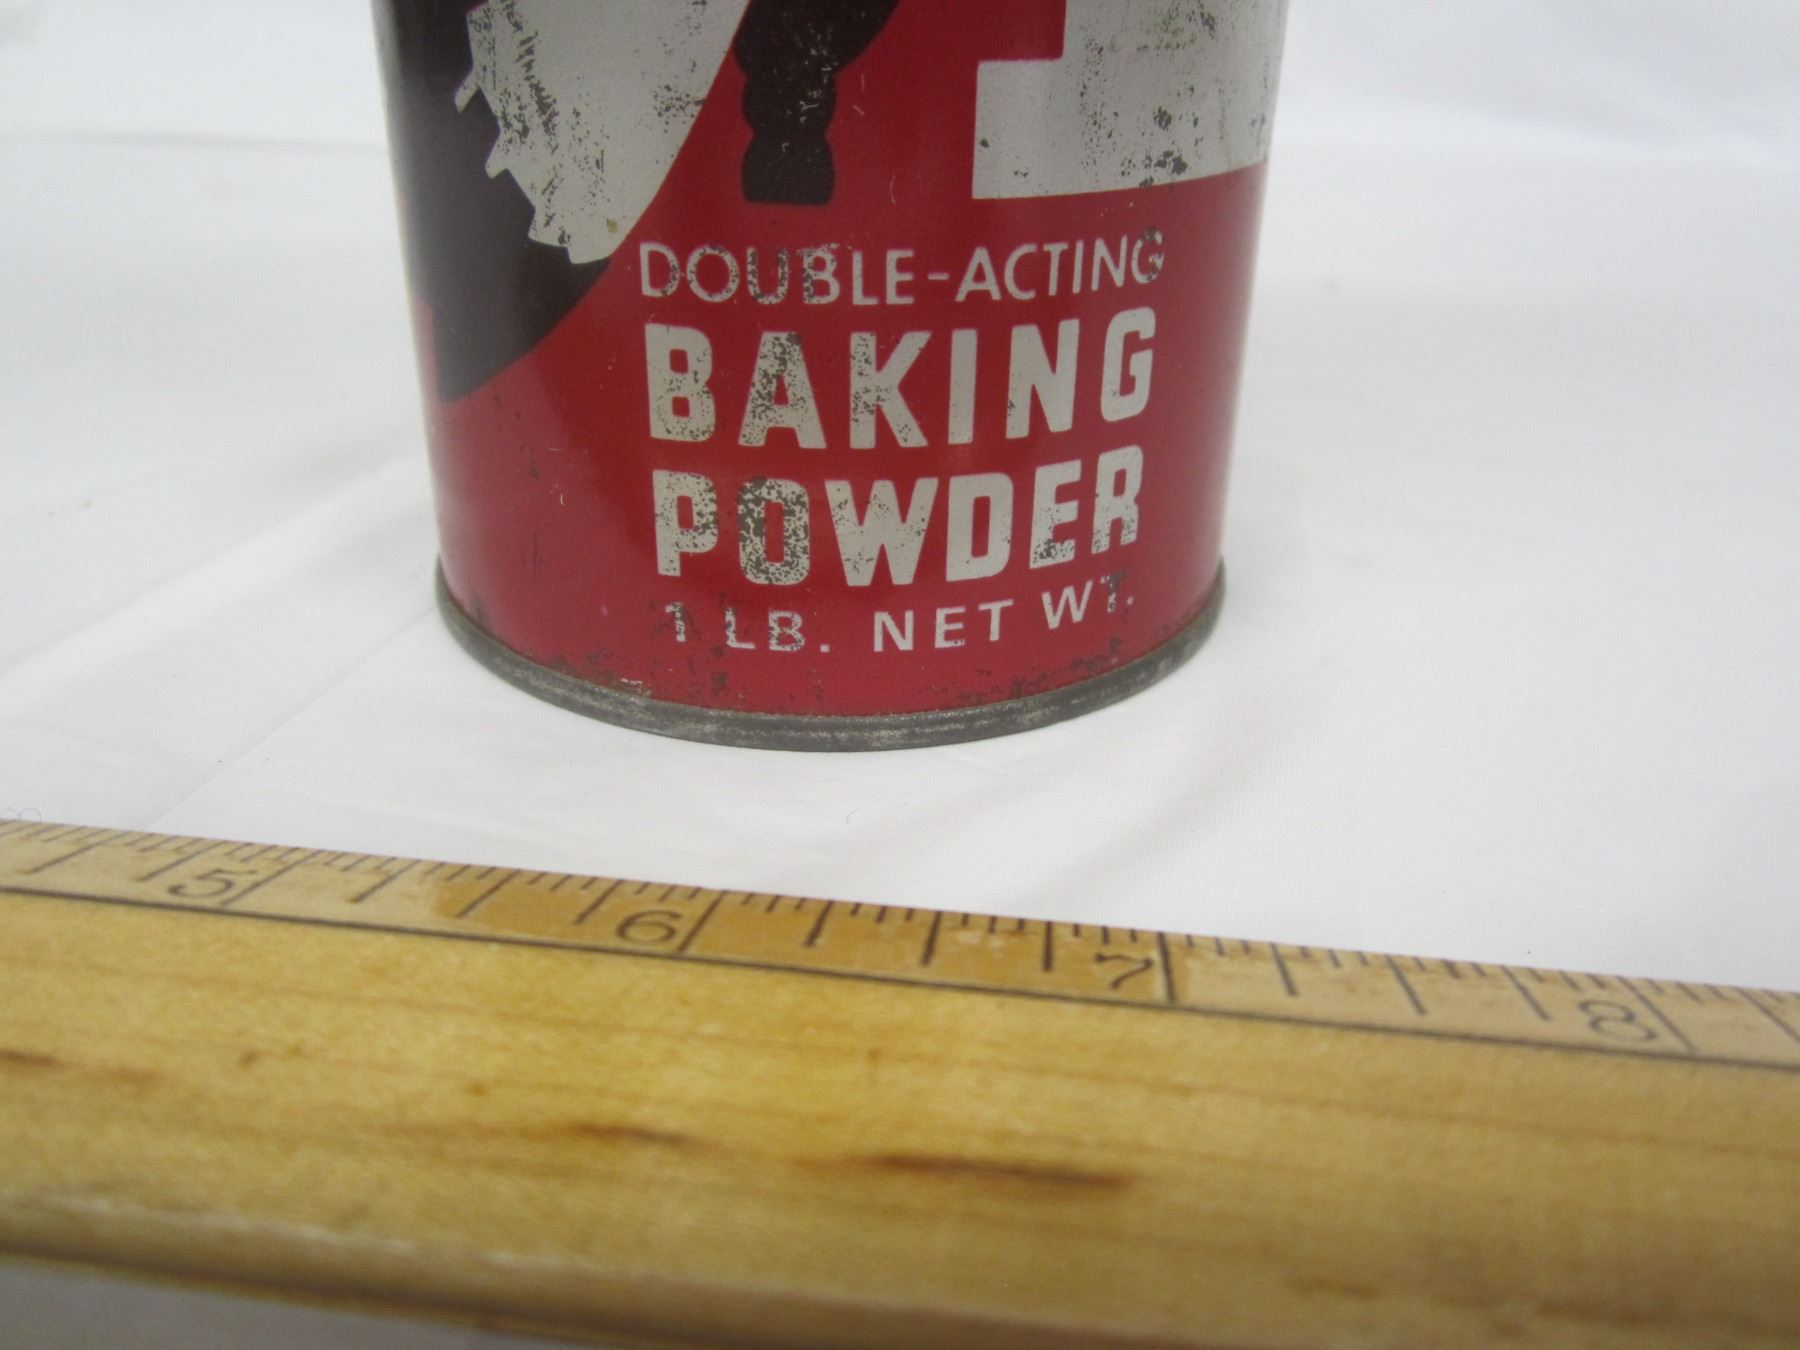 DOUBLE-ACTING
BAKING
POWDER
1 LB. NET WT.
5 6 7 8